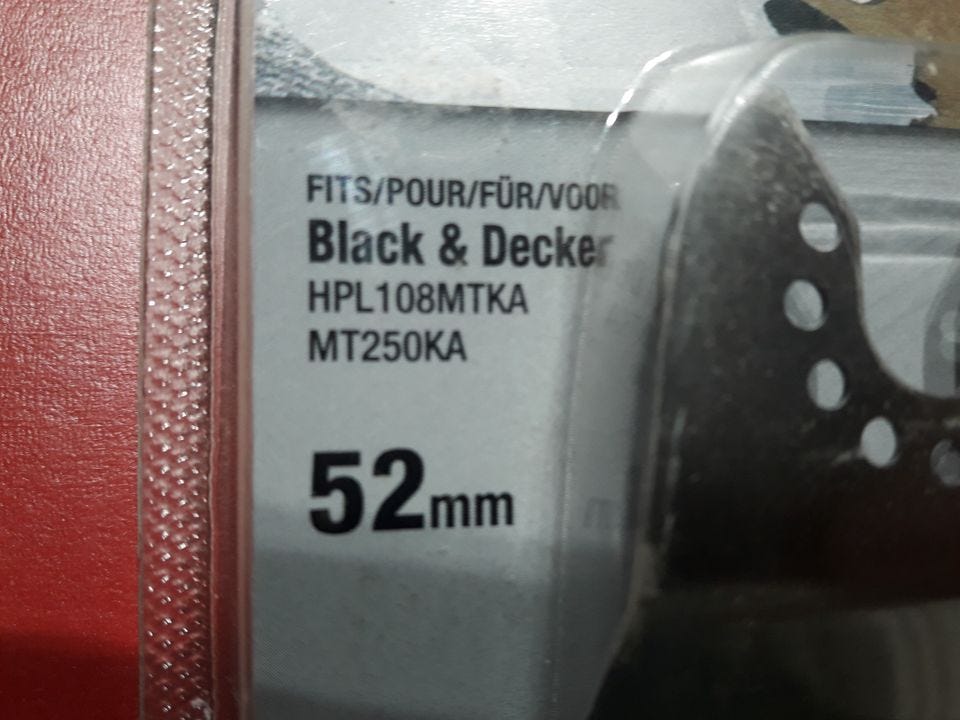 FITS/POUR/FÜR/VOOR
Black & Decker
HPL108MTKA
MT250KA
52mm